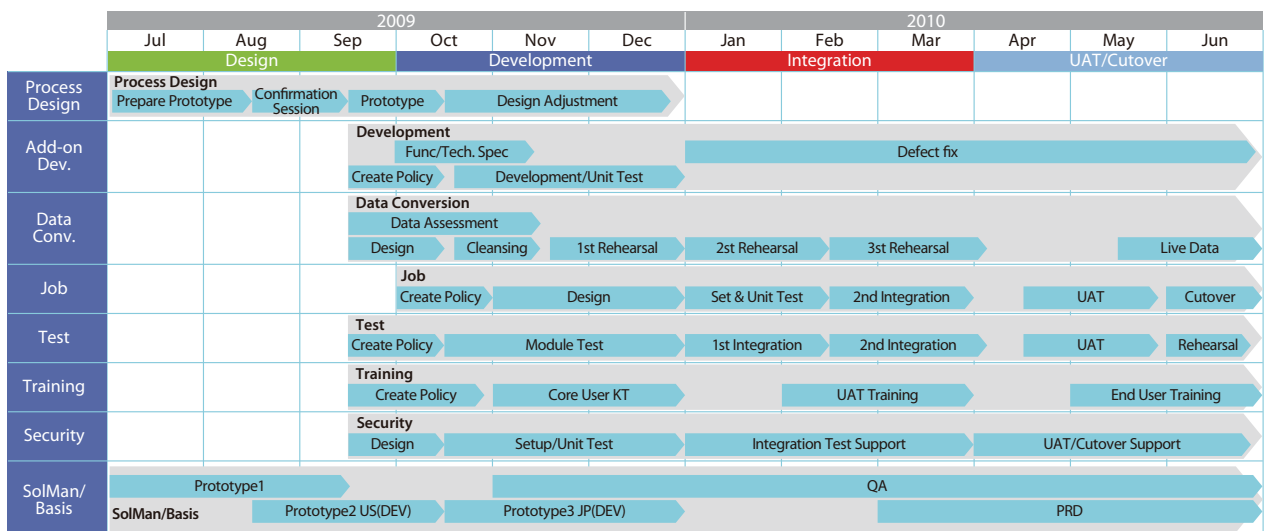 2009 2010
Jul Aug Sep Oct Nov Dec Jan Feb Mar Apr May Jun
Design Development Integration UAT/Cutover
Process
Design
Process Design
Prepare Prototype
Confirmation
Session
Prototype
Design Adjustment
Add-on
Dev.
Development
Func/Tech. Spec
Defect fix
Create Policy
Development/Unit Test
Data
Conv.
Data Conversion
Data Assessment
Design
Cleansing
1st Rehearsal
2st Rehearsal
3st Rehearsal
Live Data
Job
Job
Create Policy
Design
Set & Unit Test
2nd Integration
UAT
Cutover
Test
Test
Create Policy
Module Test
1st Integration
2nd Integration
UAT
Rehearsal
Training
Training
Create Policy
Core User KT
UAT Training
End User Training
Security
Security
Design
Setup/Unit Test
Integration Test Support
UAT/Cutover Support
SolMan/
Basis
Prototype1
QA
SolMan/Basis
Prototype2 US(DEV)
Prototype3 JP(DEV)
PRD